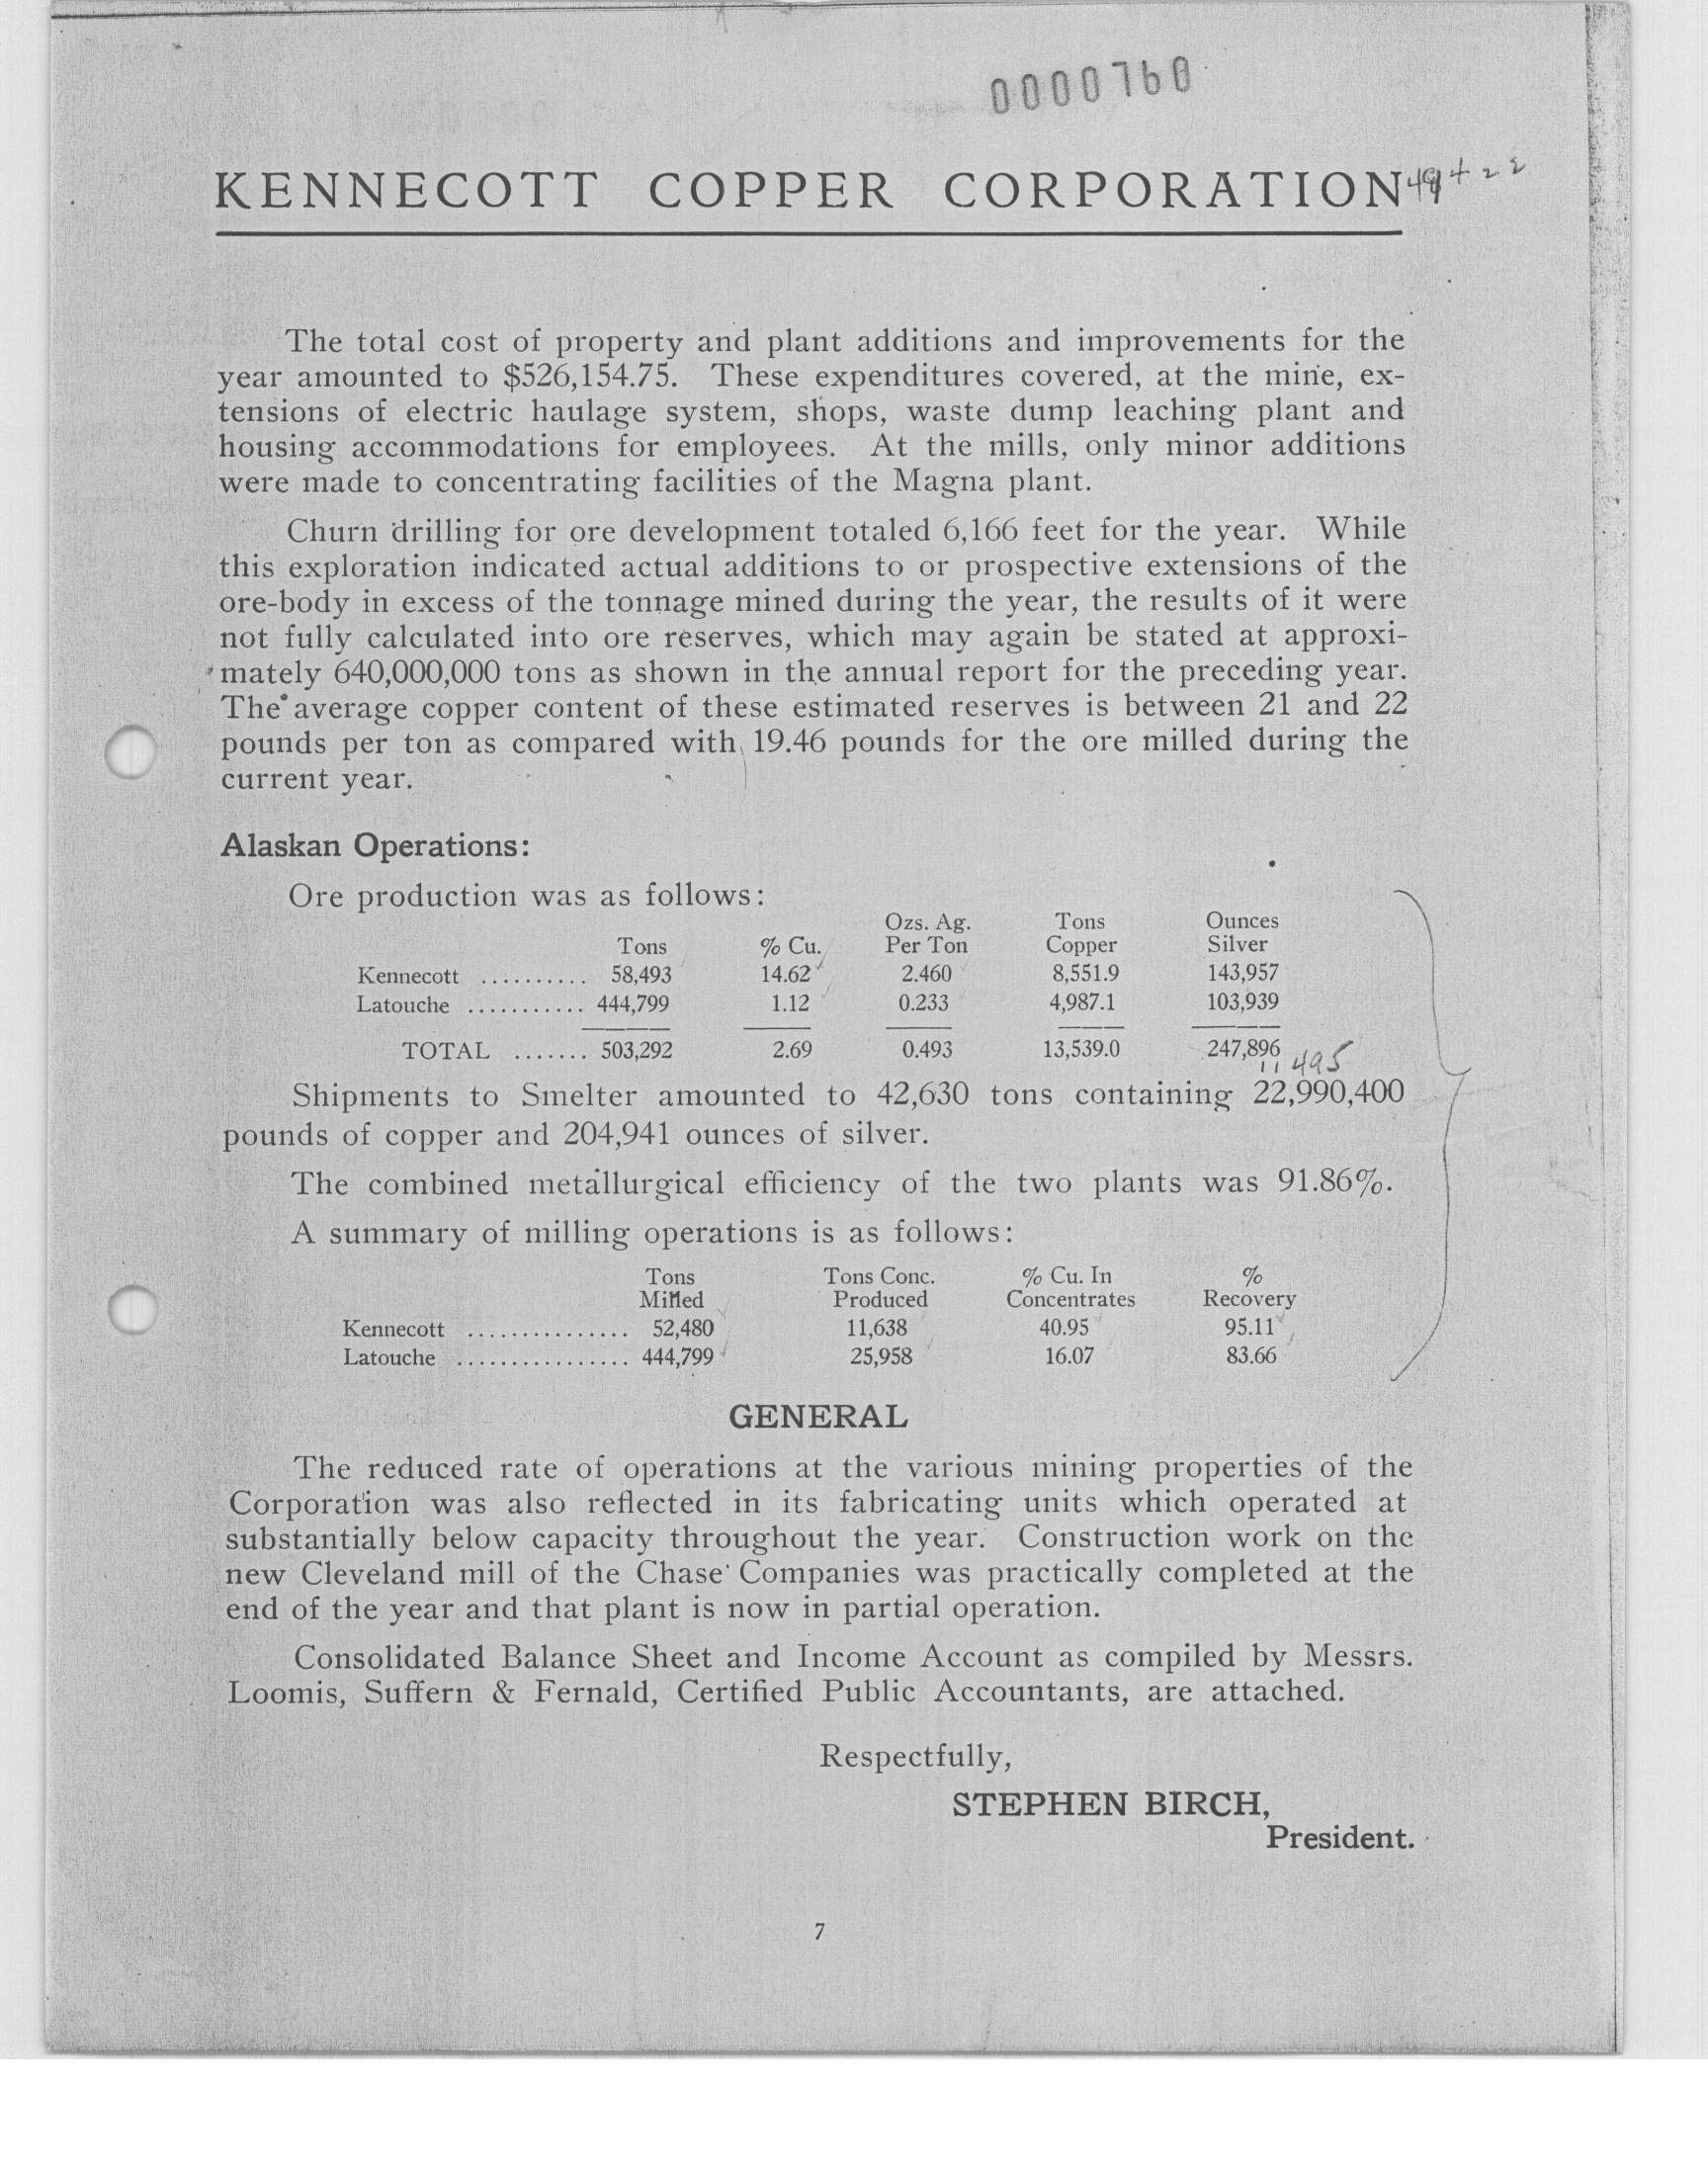 0000760
KENNECOTT COPPER CORPORATION
The total cost of property and plant additions and improvements for the
year amounted to $526,154.75. These expenditures covered, at the mine, ex-
tensions of electric haulage system, shops, waste dump leaching plant and
housing accommodations for employees. At the mills, only minor additions
were made to concentrating facilities of the Magna plant.
Churn drilling for ore development totaled 6,166 feet for the year. While
this exploration indicated actual additions to or prospective extensions of the
ore-body in excess of the tonnage mined during the year, the results of it were
not fully calculated into ore reserves, which may again be stated at approxi-
mately 640,000,000 tons as shown in the annual report for the preceding year.
The average copper content of these estimated reserves is between 21 and 22
pounds per ton as compared with 19.46 pounds for the ore milled during the
current year.
Alaskan Operations:
Ore production was as follows:
Ozs. Ag. Tons Ounces
Tons % Cu. Per Ton Copper Silver
Kennecott .......... 58,493 14.62 2.460 8,551.9 143,957
Latouche ........... 444,799 1.12 0.233 4,987.1 103,939
TOTAL ....... 503,292 2.69 0.493 13,539.0 247,896
11 495
Shipments to Smelter amounted to 42,630 tons containing 22,990,400
pounds of copper and 204,941 ounces of silver.
The combined metallurgical efficiency of the two plants was 91.86%.
A summary of milling operations is as follows:
Tons Tons Conc. % Cu. In %
Milled Produced Concentrates Recovery
Kennecott ............... 52,480 11,638 40.95 95.11
Latouche ................ 444,799 25,958 16.07 83.66
GENERAL
The reduced rate of operations at the various mining properties of the
Corporation was also reflected in its fabricating units which operated at
substantially below capacity throughout the year. Construction work on the
new Cleveland mill of the Chase Companies was practically completed at the
end of the year and that plant is now in partial operation.
Consolidated Balance Sheet and Income Account as compiled by Messrs.
Loomis, Suffern & Fernald, Certified Public Accountants, are attached.
Respectfully,
STEPHEN BIRCH,
President.
7